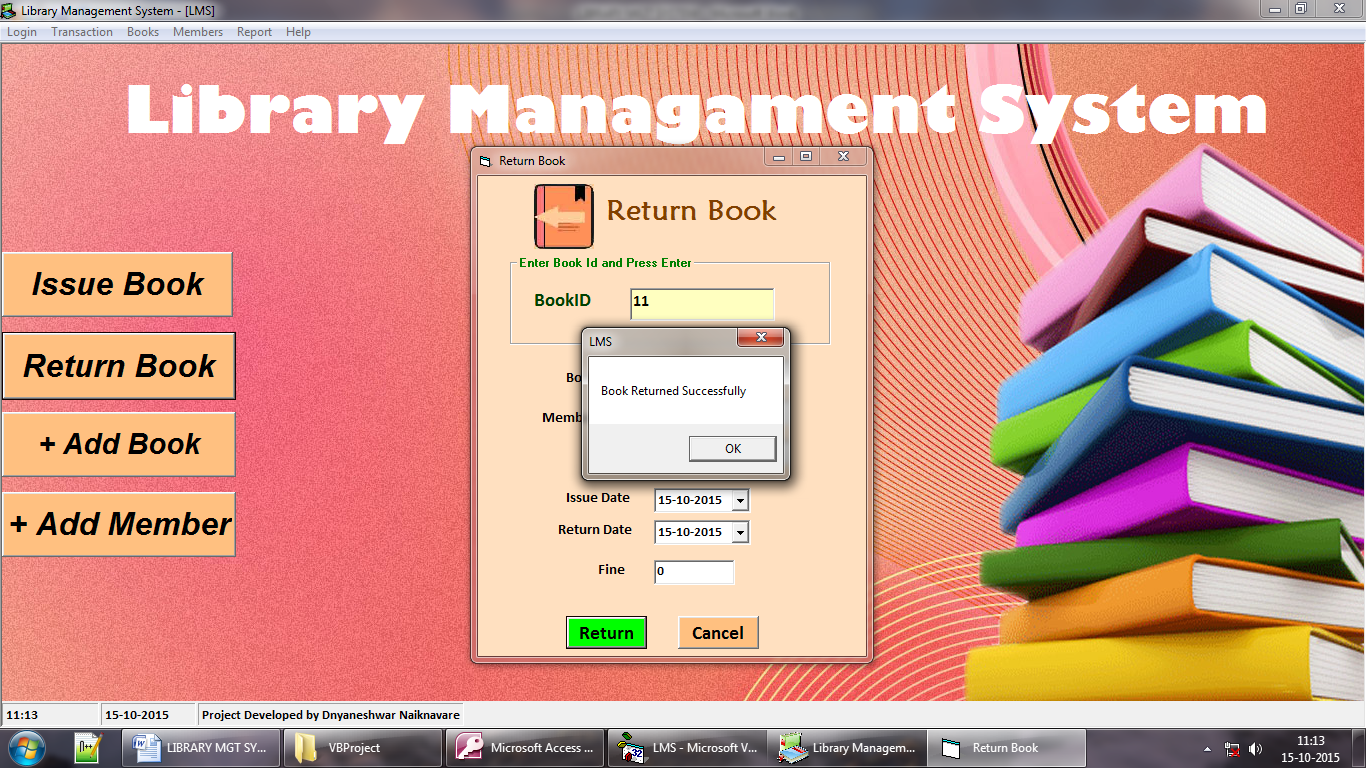 Library Management System - [LMS]
Login Transaction Books Members Report Help
Library Managament System
Return Book
Return Book
Enter Book Id and Press Enter
BookID 11
Issue Book
Return Book
+ Add Book
+ Add Member
LMS
Book Returned Successfully
OK
Issue Date 15-10-2015
Return Date 15-10-2015
Fine 0
Return Cancel
11:13 15-10-2015 Project Developed by Dnyaneshwar Naiknavare
LIBRARY MGT SY... VBProject Microsoft Access ... LMS - Microsoft V... Library Managem... Return Book
11:13
15-10-2015